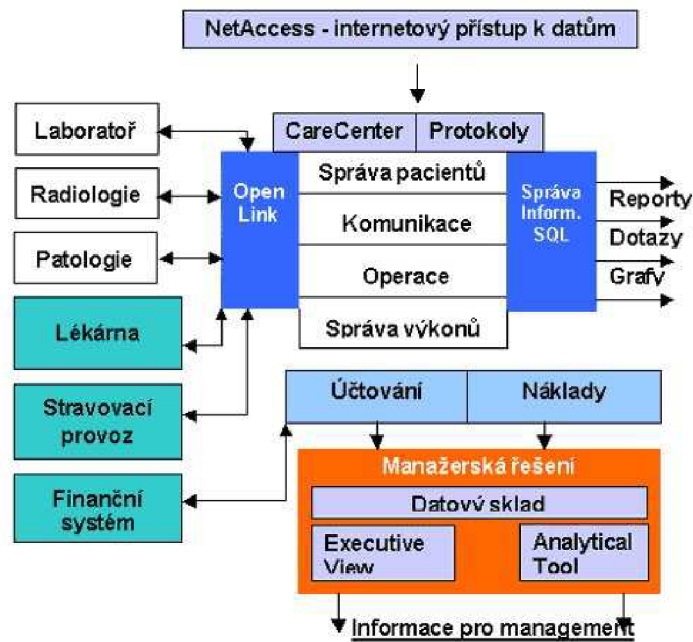 NetAccess - internetový přístup k datům
CareCenter
Protokoly
Laboratoř
Radiologie
Patologie
Lékárna
Stravovací
provoz
Finanční
systém
Open
Link
Správa pacientů
Komunikace
Operace
Správa výkonů
Správa
Inform.
SQL
Reporty
Dotazy
Grafy
Účtování
Náklady
Manažerská řešení
Datový sklad
Executive
View
Analytical
Tool
Informace pro management